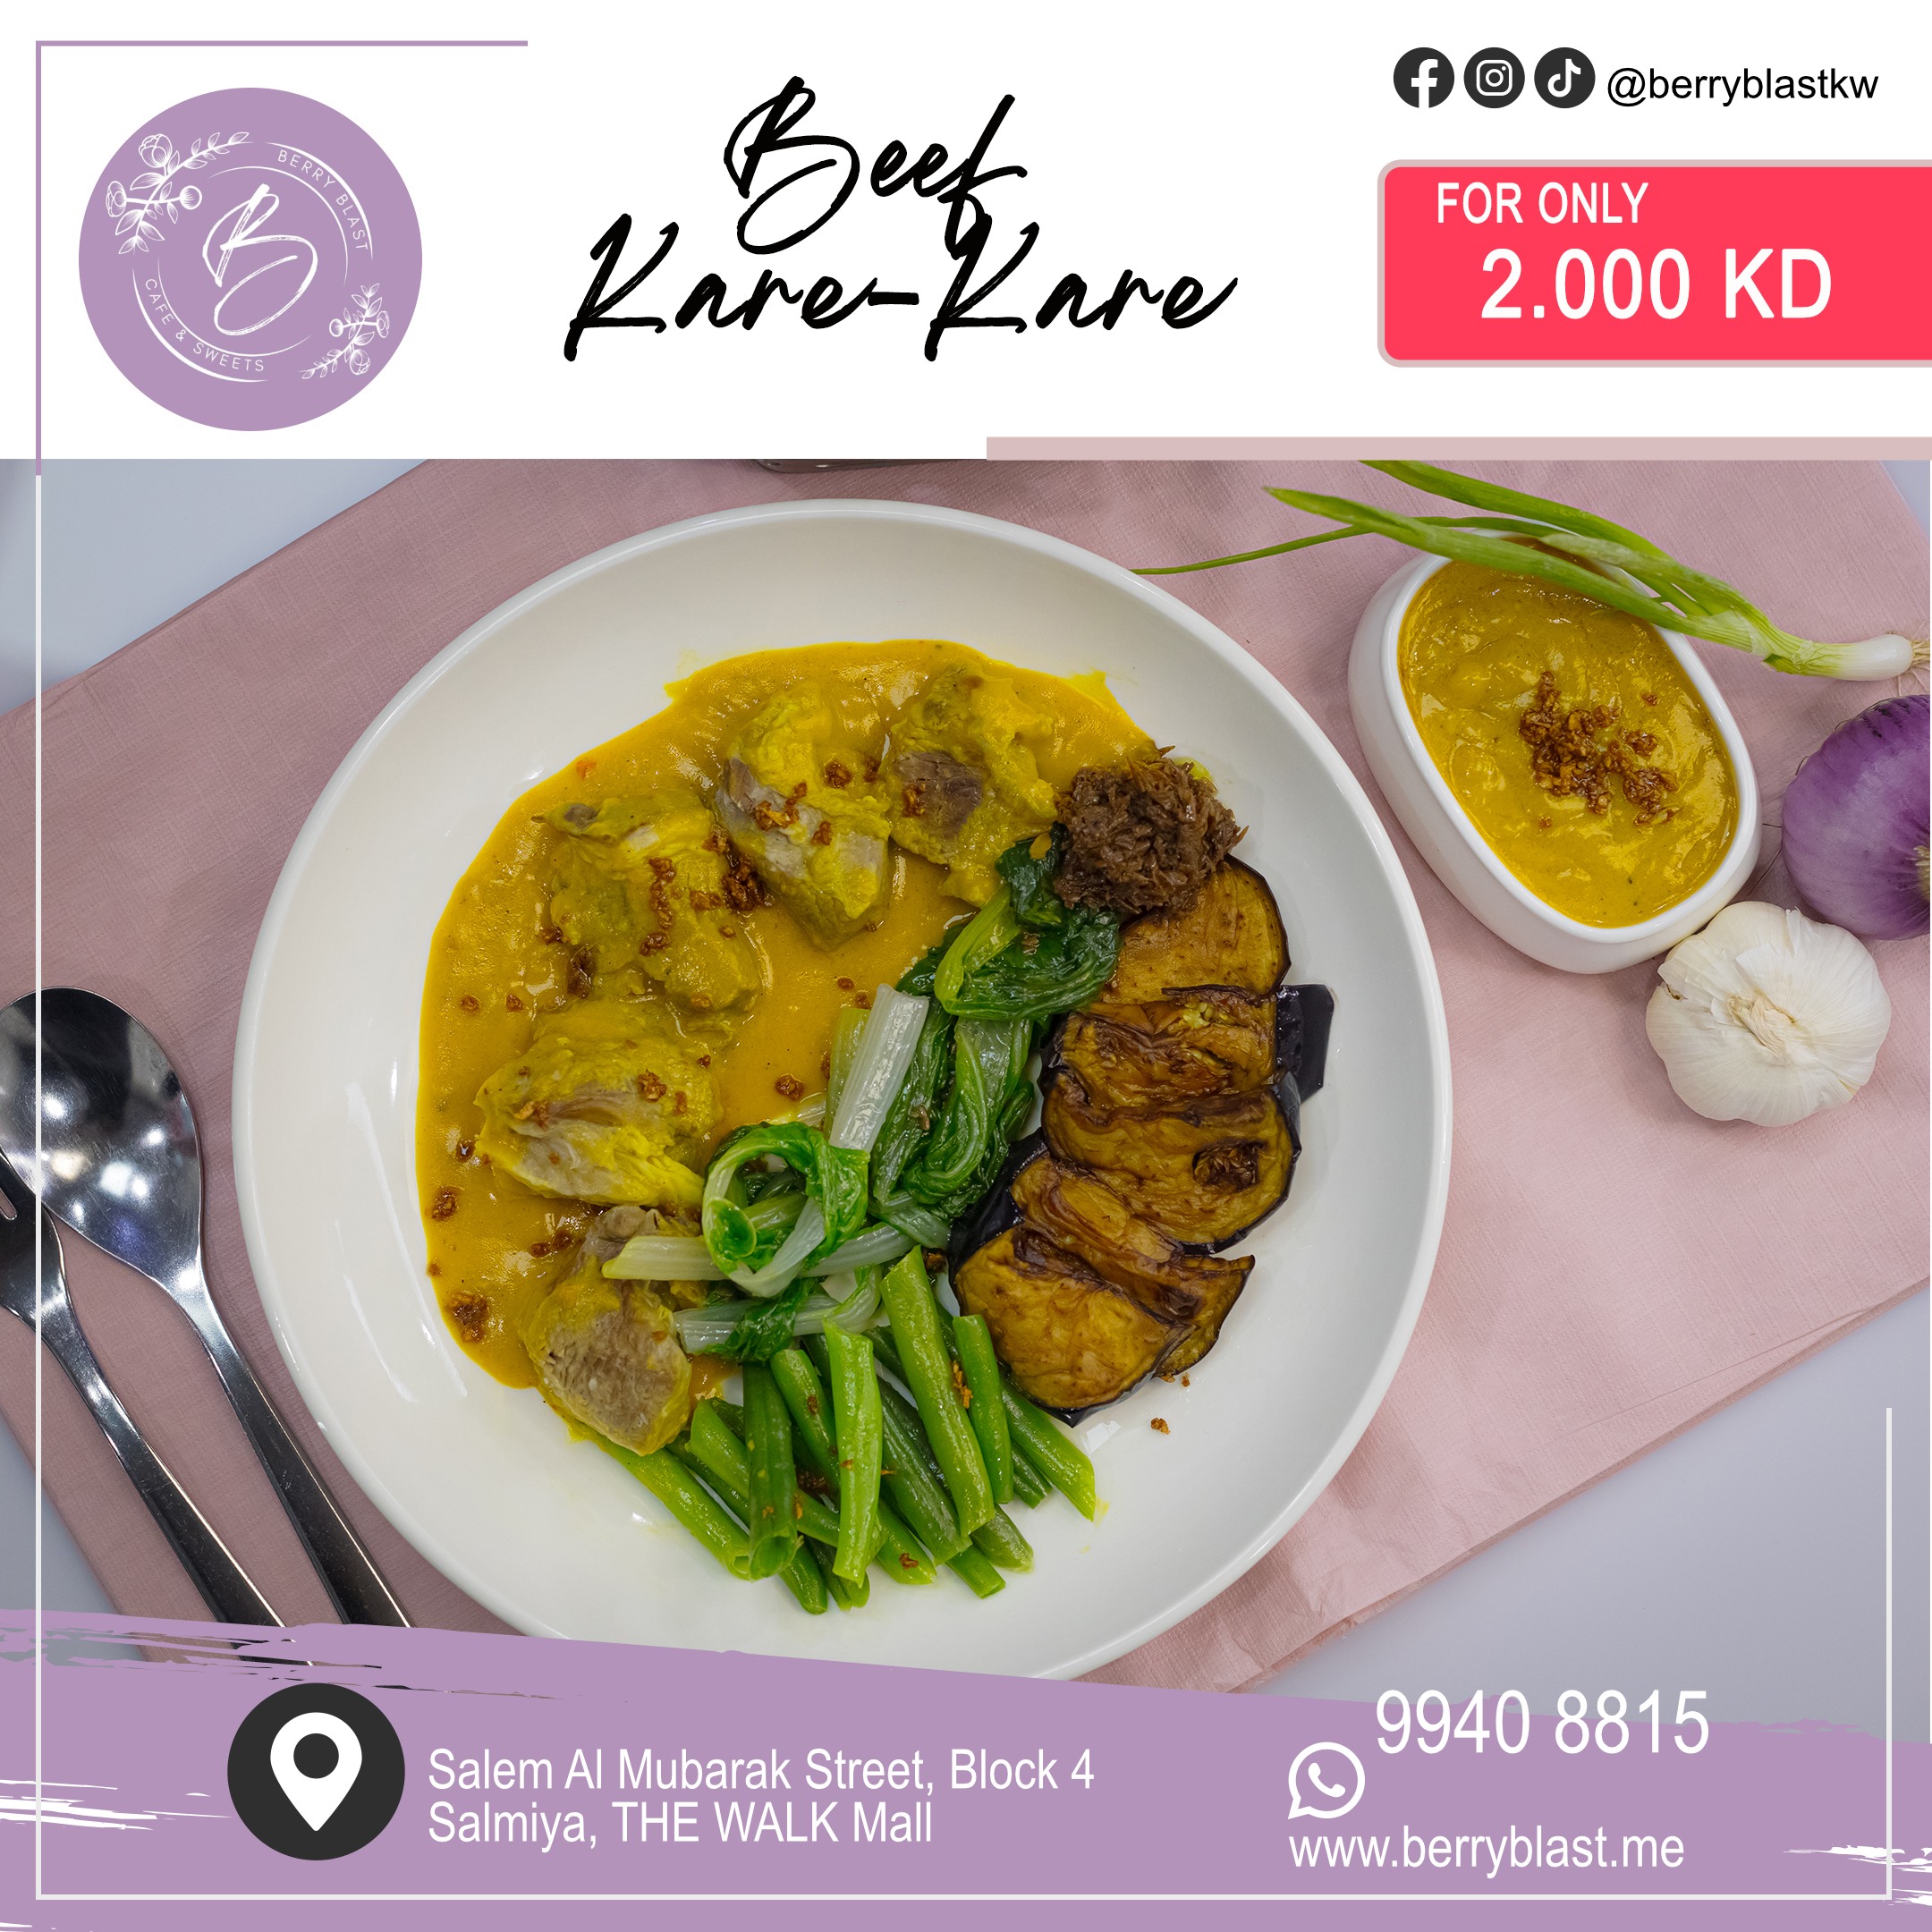 BERRY BLAST
B
CAFE & SWEETS
Beef
Kare-Kare
@berryblastkw
FOR ONLY
2.000 KD
Salem Al Mubarak Street, Block 4
Salmiya, THE WALK Mall
9940 8815
www.berryblast.me